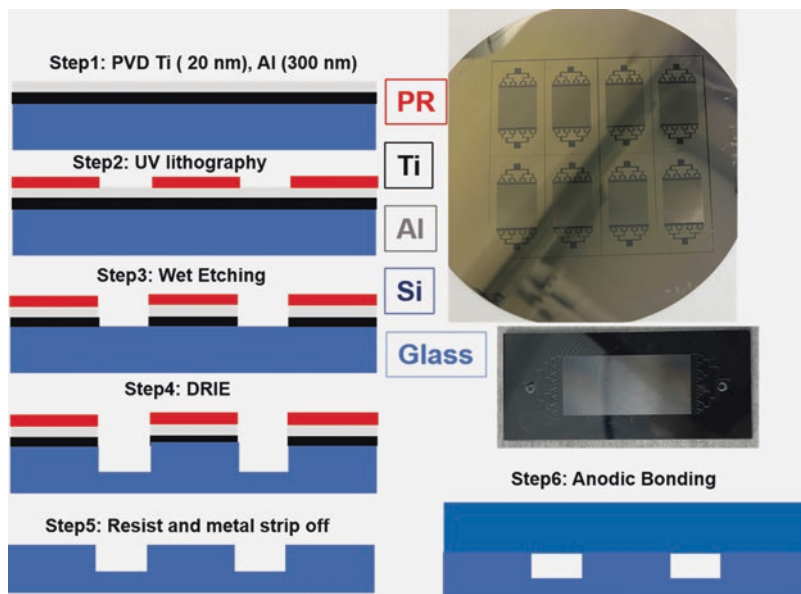 Step1: PVD Ti ( 20 nm), Al (300 nm)
PR
Step2: UV lithography
Ti
Al
Step3: Wet Etching
Si
Glass
Step4: DRIE
Step5: Resist and metal strip off
Step6: Anodic Bonding